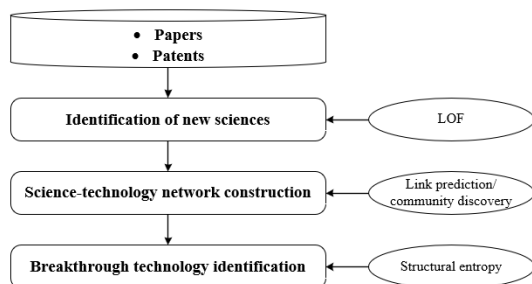 • Papers
• Patents
Identification of new sciences
LOF
Science-technology network construction
Link prediction/
community discovery
Breakthrough technology identification
Structural entropy